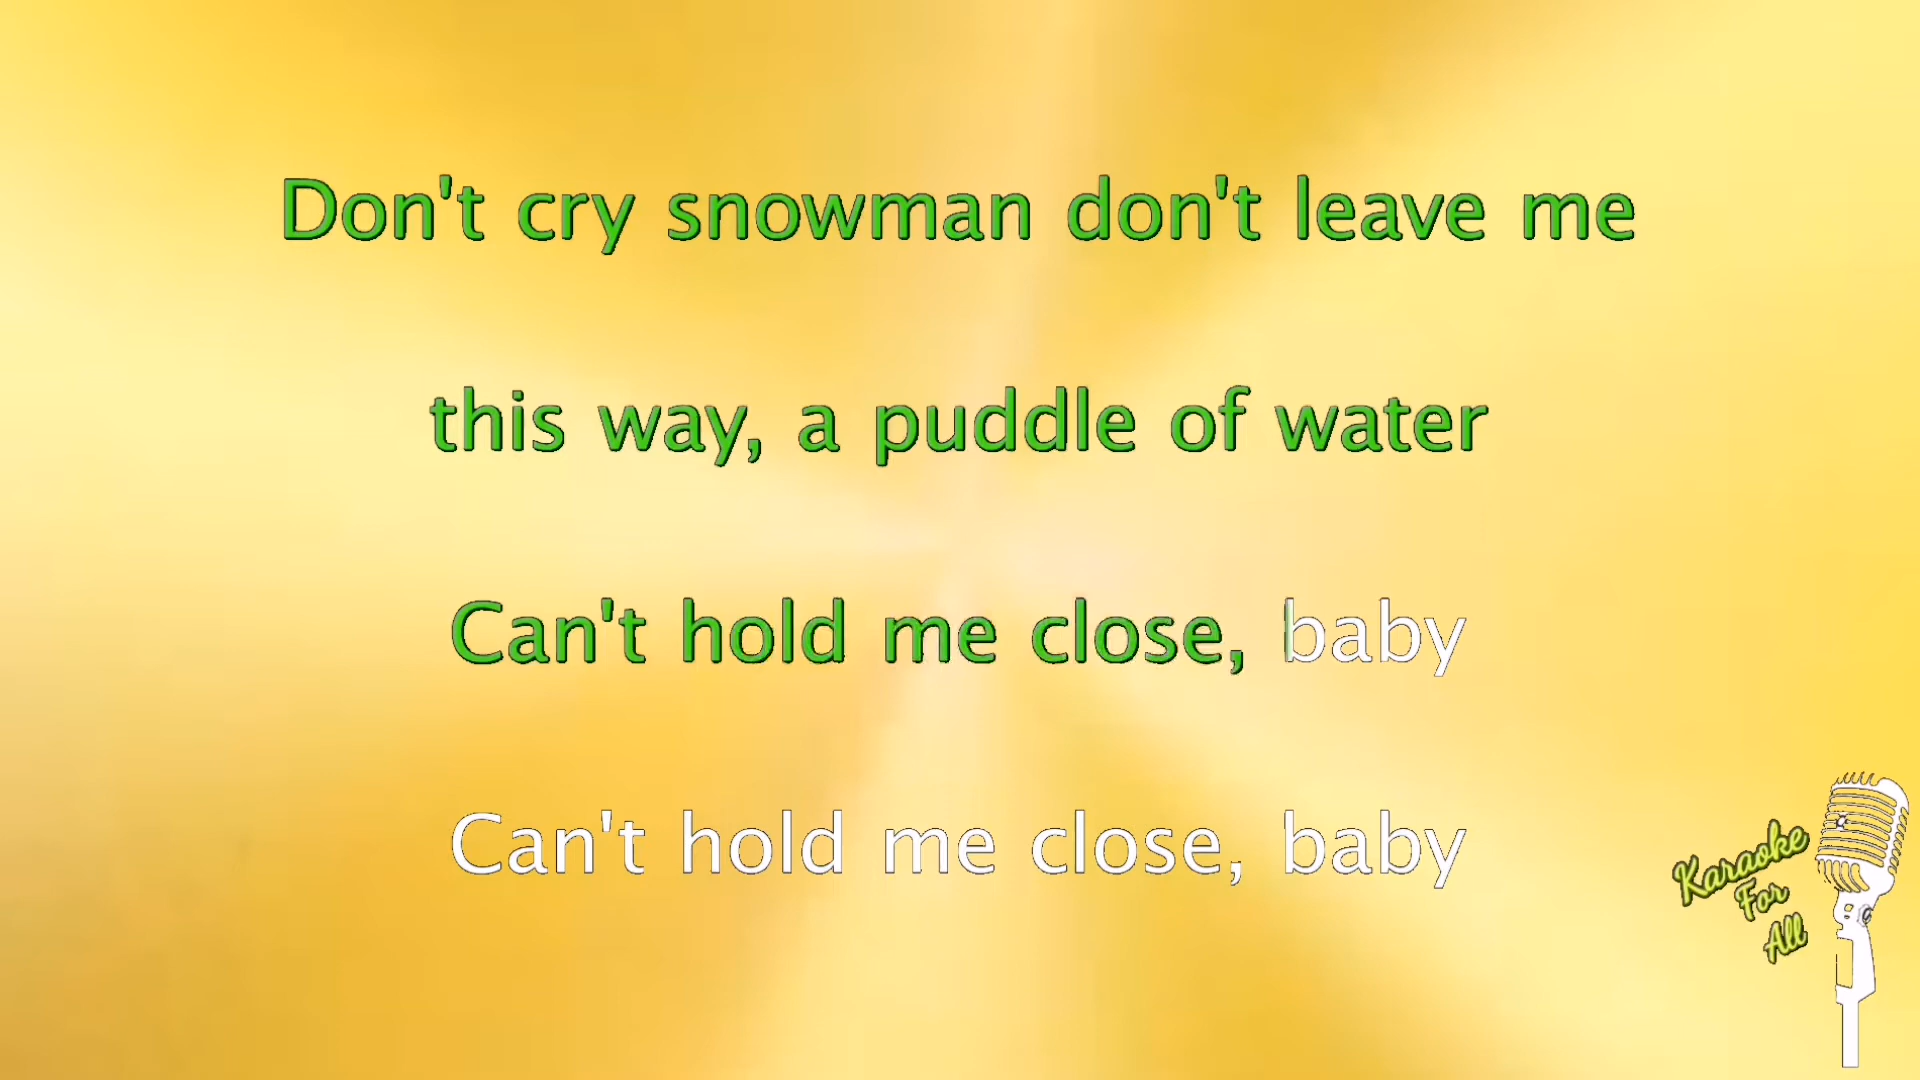 Don't cry snowman don't leave me
this way, a puddle of water
Can't hold me close, baby
Can't hold me close, baby
Karaoke
For
All